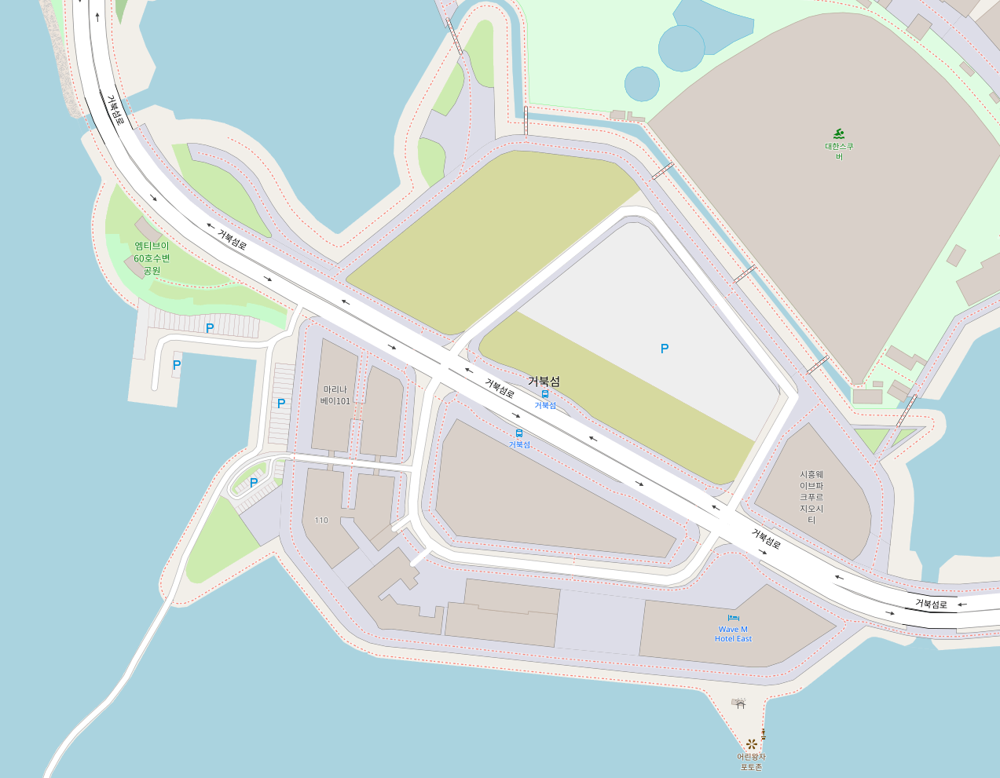 거북섬로
대한스쿠
버
거북섬로
엠티브이
60호수변
공원
P
P
P
마리나
베이101
P
거북섬
거북섬로
거북섬
거북섬
P
110
시흥웨
이브파
크푸르
지오시
티
거북섬로
거북섬로
Wave M
Hotel East
어린왕자
포토존